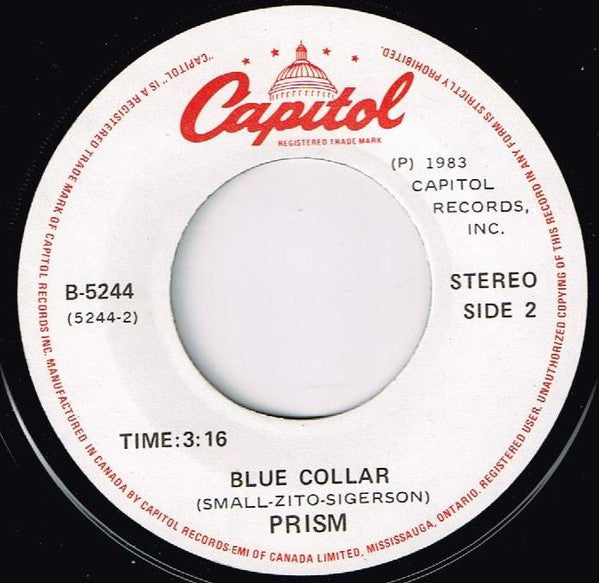 "CAPITOL" IS A REGISTERED TRADE MARK OF CAPITOL RECORDS INC. MANUFACTURED IN CANADA BY CAPITOL RECORDS-EMI OF CANADA LIMITED, MISSISSAUGA, ONTARIO. REGISTERED USER. UNAUTHORIZED COPYING OF THIS RECORD IN ANY FORM IS STRICTLY PROHIBITED.
Capitol
REGISTERED TRADE MARK
(P) 1983
CAPITOL
RECORDS,
INC.
B-5244
(5244-2)
STEREO
SIDE 2
TIME:3:16
BLUE COLLAR
(SMALL-ZITO-SIGERSON)
PRISM